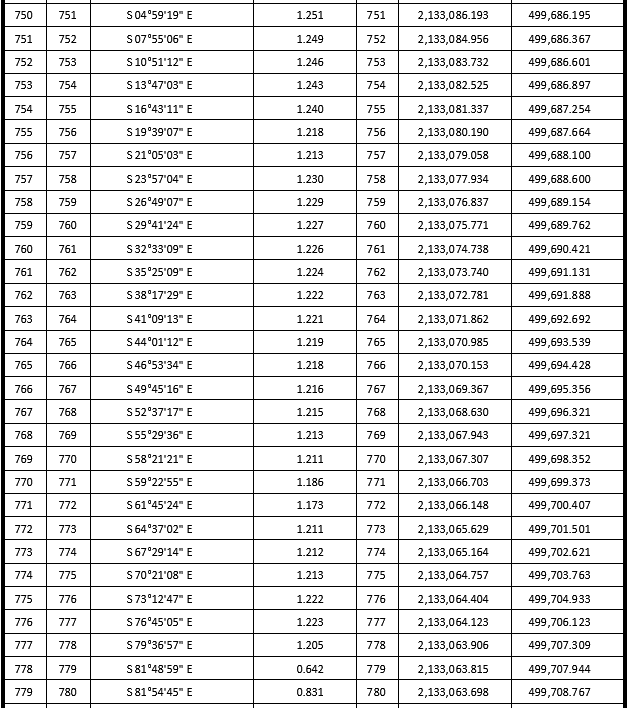 750 751 S 04°59'19" E 1.251 751 2,133,086.193 499,686.195
751 752 S 07°55'06" E 1.249 752 2,133,084.956 499,686.367
752 753 S 10°51'12" E 1.246 753 2,133,083.732 499,686.601
753 754 S 13°47'03" E 1.243 754 2,133,082.525 499,686.897
754 755 S 16°43'11" E 1.240 755 2,133,081.337 499,687.254
755 756 S 19°39'07" E 1.218 756 2,133,080.190 499,687.664
756 757 S 21°05'03" E 1.213 757 2,133,079.058 499,688.100
757 758 S 23°57'04" E 1.230 758 2,133,077.934 499,688.600
758 759 S 26°49'07" E 1.229 759 2,133,076.837 499,689.154
759 760 S 29°41'24" E 1.227 760 2,133,075.771 499,689.762
760 761 S 32°33'09" E 1.226 761 2,133,074.738 499,690.421
761 762 S 35°25'09" E 1.224 762 2,133,073.740 499,691.131
762 763 S 38°17'29" E 1.222 763 2,133,072.781 499,691.888
763 764 S 41°09'13" E 1.221 764 2,133,071.862 499,692.692
764 765 S 44°01'12" E 1.219 765 2,133,070.985 499,693.539
765 766 S 46°53'34" E 1.218 766 2,133,070.153 499,694.428
766 767 S 49°45'16" E 1.216 767 2,133,069.367 499,695.356
767 768 S 52°37'17" E 1.215 768 2,133,068.630 499,696.321
768 769 S 55°29'36" E 1.213 769 2,133,067.943 499,697.321
769 770 S 58°21'21" E 1.211 770 2,133,067.307 499,698.352
770 771 S 59°22'55" E 1.186 771 2,133,066.703 499,699.373
771 772 S 61°45'24" E 1.173 772 2,133,066.148 499,700.407
772 773 S 64°37'02" E 1.211 773 2,133,065.629 499,701.501
773 774 S 67°29'14" E 1.212 774 2,133,065.164 499,702.621
774 775 S 70°21'08" E 1.213 775 2,133,064.757 499,703.763
775 776 S 73°12'47" E 1.222 776 2,133,064.404 499,704.933
776 777 S 76°45'05" E 1.223 777 2,133,064.123 499,706.123
777 778 S 79°36'57" E 1.205 778 2,133,063.906 499,707.309
778 779 S 81°48'59" E 0.642 779 2,133,063.815 499,707.944
779 780 S 81°54'45" E 0.831 780 2,133,063.698 499,708.767